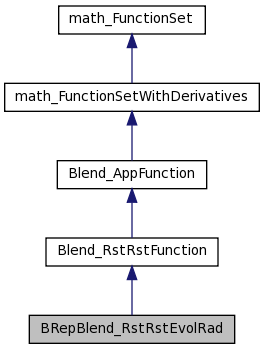 math_FunctionSet
math_FunctionSetWithDerivatives
Blend_AppFunction
Blend_RstRstFunction
BRepBlend_RstRstEvolRad